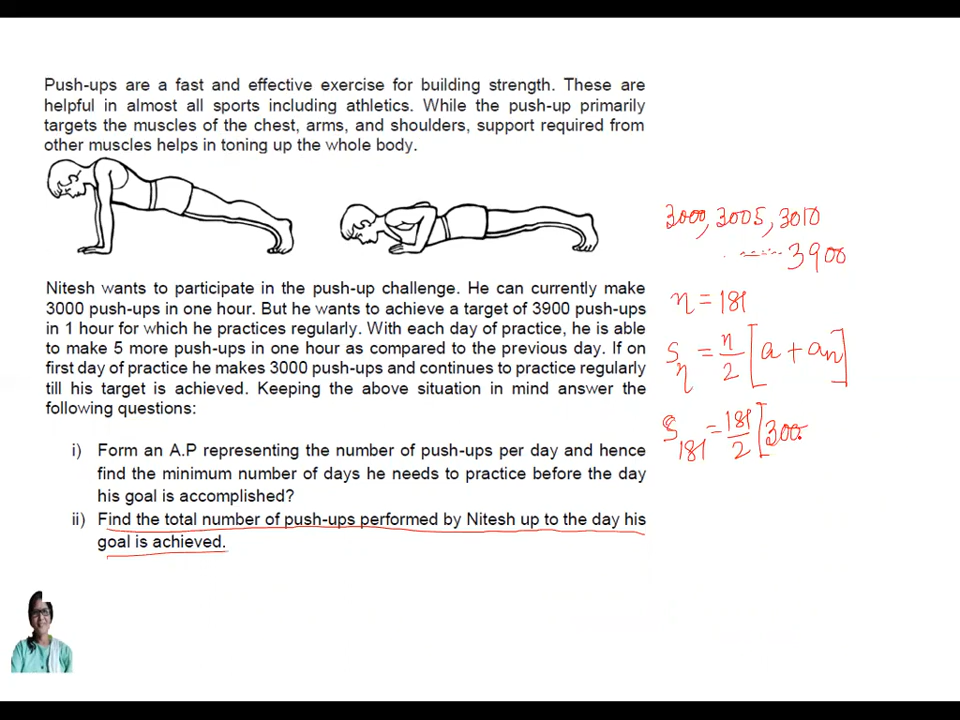 Push-ups are a fast and effective exercise for building strength. These are
helpful in almost all sports including athletics. While the push-up primarily
targets the muscles of the chest, arms, and shoulders, support required from
other muscles helps in toning up the whole body.
3000, 3005, 3010
------ 3900
Nitesh wants to participate in the push-up challenge. He can currently make
3000 push-ups in one hour. But he wants to achieve a target of 3900 push-ups
in 1 hour for which he practices regularly. With each day of practice, he is able
to make 5 more push-ups in one hour as compared to the previous day. If on
first day of practice he makes 3000 push-ups and continues to practice regularly
till his target is achieved. Keeping the above situation in mind answer the
following questions:
n = 181
Sn = n/2 [a + an]
S181 = 181/2 [3000
i) Form an A.P representing the number of push-ups per day and hence
find the minimum number of days he needs to practice before the day
his goal is accomplished?
ii) Find the total number of push-ups performed by Nitesh up to the day his
goal is achieved.